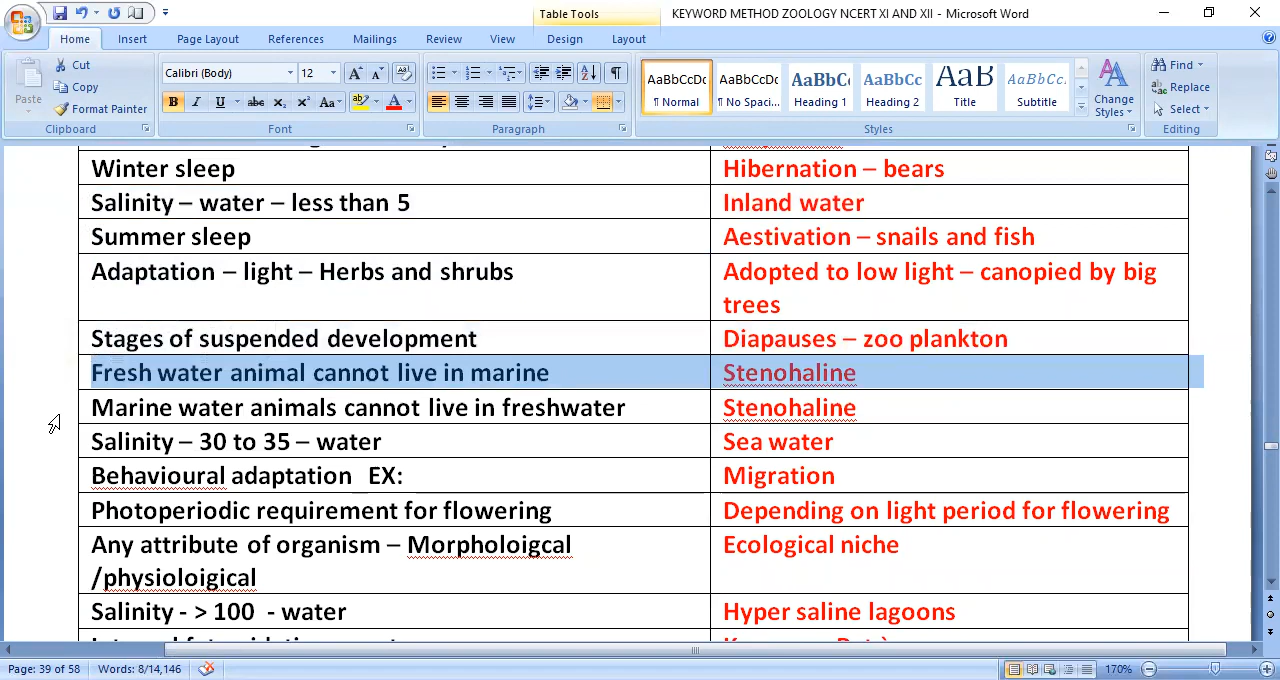 Table Tools
KEYWORD METHOD ZOOLOGY NCERT XI AND XII - Microsoft Word
Home Insert Page Layout References Mailings Review View Design Layout
Paste
Cut
Copy
Format Painter
Clipboard
Calibri (Body) 12
B I U abc X₂ X² Aa A
Font
Paragraph
AaBbCcDc AaBbCcDc AaBbC AaBbCc AaB AaBbCc.
¶ Normal ¶ No Spaci... Heading 1 Heading 2 Title Subtitle
Change Styles
Styles
Find
Replace
Select
Editing
Winter sleep Hibernation – bears
Salinity – water – less than 5 Inland water
Summer sleep Aestivation – snails and fish
Adaptation – light – Herbs and shrubs Adopted to low light – canopied by big
trees
Stages of suspended development Diapauses – zoo plankton
Fresh water animal cannot live in marine Stenohaline
Marine water animals cannot live in freshwater Stenohaline
Salinity – 30 to 35 – water Sea water
Behavioural adaptation EX: Migration
Photoperiodic requirement for flowering Depending on light period for flowering
Any attribute of organism – Morpholoigcal Ecological niche
/physioloigical
Salinity - > 100 - water Hyper saline lagoons
Page: 39 of 58 Words: 8/14,146 170%